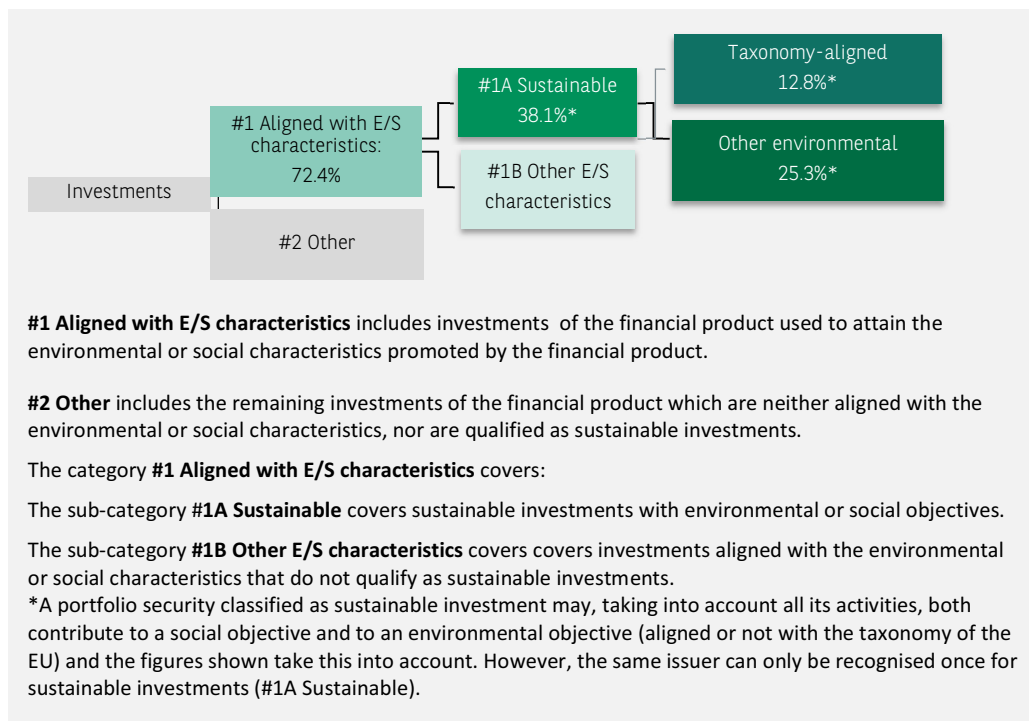 Taxonomy-aligned
12.8%*
#1A Sustainable
38.1%*
#1 Aligned with E/S
characteristics:
72.4%
Other environmental
25.3%*
#1B Other E/S
characteristics
Investments
#2 Other
#1 Aligned with E/S characteristics includes investments of the financial product used to attain the
environmental or social characteristics promoted by the financial product.
#2 Other includes the remaining investments of the financial product which are neither aligned with the
environmental or social characteristics, nor are qualified as sustainable investments.
The category #1 Aligned with E/S characteristics covers:
The sub-category #1A Sustainable covers sustainable investments with environmental or social objectives.
The sub-category #1B Other E/S characteristics covers covers investments aligned with the environmental
or social characteristics that do not qualify as sustainable investments.
*A portfolio security classified as sustainable investment may, taking into account all its activities, both
contribute to a social objective and to an environmental objective (aligned or not with the taxonomy of the
EU) and the figures shown take this into account. However, the same issuer can only be recognised once for
sustainable investments (#1A Sustainable).